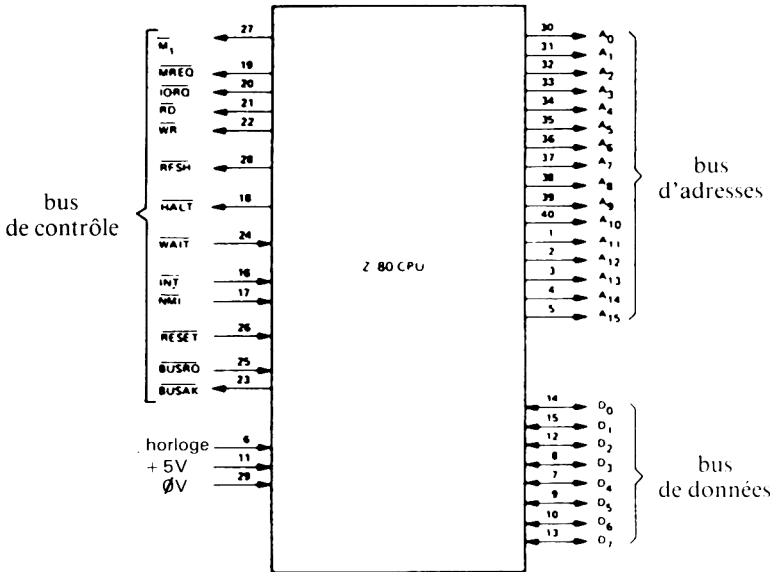 bus
de contrôle
M1 27
MREQ 19
IORQ 20
RD 21
WR 22
RFSH 28
HALT 18
WAIT 24
INT 16
NMI 17
RESET 26
BUSRQ 25
BUSAK 23
horloge 6
+5V 11
ØV 29
Z 80 CPU
30 A0
31 A1
32 A2
33 A3
34 A4
35 A5
36 A6
37 A7
38 A8
39 A9
40 A10
1 A11
2 A12
3 A13
4 A14
5 A15
bus
d'adresses
14 D0
15 D1
12 D2
8 D3
7 D4
9 D5
10 D6
13 D7
bus
de données